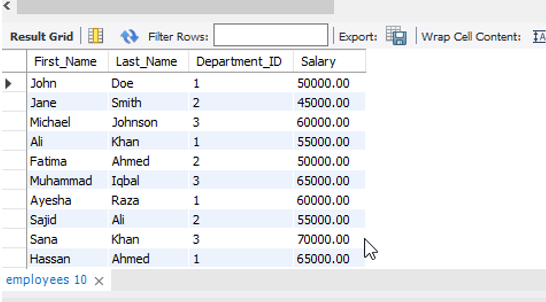 Result Grid Filter Rows: Export: Wrap Cell Content:
First_Name Last_Name Department_ID Salary
John Doe 1 50000.00
Jane Smith 2 45000.00
Michael Johnson 3 60000.00
Ali Khan 1 55000.00
Fatima Ahmed 2 50000.00
Muhammad Iqbal 3 65000.00
Ayesha Raza 1 60000.00
Sajid Ali 2 55000.00
Sana Khan 3 70000.00
Hassan Ahmed 1 65000.00
employees 10